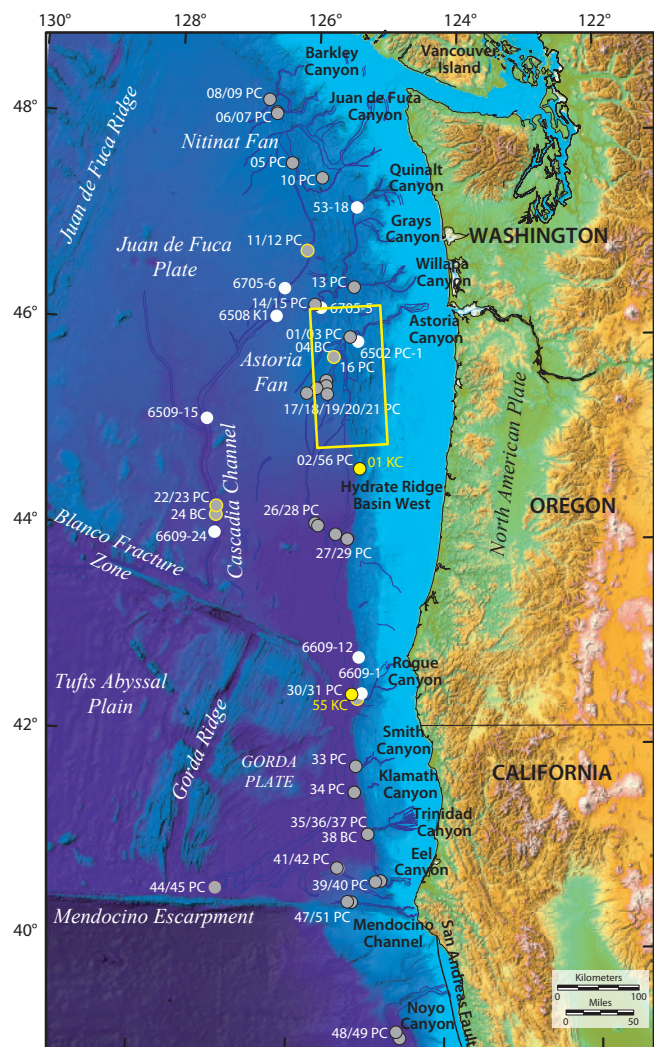 130°
128°
126°
124°
122°
Barkley
Canyon
Vancouver
Island
08/09 PC
48°
06/07 PC
Juan de Fuca
Canyon
Juan de Fuca Ridge
Nitinat Fan
05 PC
10 PC
Quinalt
Canyon
53-18
Grays
Canyon
WASHINGTON
11/12 PC
Juan de Fuca
Plate
Willapa
Canyon
6705-6
13 PC
14/15 PC
6705-5
46°
6508 K1
Astoria
Canyon
01/03 PC
04 BC
6502 PC-1
Astoria
Fan
16 PC
17/18/19/20/21 PC
6509-15
North American Plate
02/56 PC
01 KC
Hydrate Ridge
Basin West
22/23 PC
24 BC
Cascadia Channel
OREGON
26/28 PC
44°
6609-24
27/29 PC
Blanco Fracture
Zone
6609-12
6609-1
Rogue
Canyon
Tufts Abyssal
Plain
30/31 PC
55 KC
42°
Gorda Ridge
Smith
Canyon
33 PC
GORDA
PLATE
Klamath
Canyon
CALIFORNIA
34 PC
35/36/37 PC
38 BC
Trinidad
Canyon
41/42 PC
Eel
Canyon
44/45 PC
39/40 PC
40°
Mendocino Escarpment
47/51 PC
Mendocino
Channel
San Andreas Fault
Kilometers
0 100
Miles
0 50
Noyo
Canyon
48/49 PC